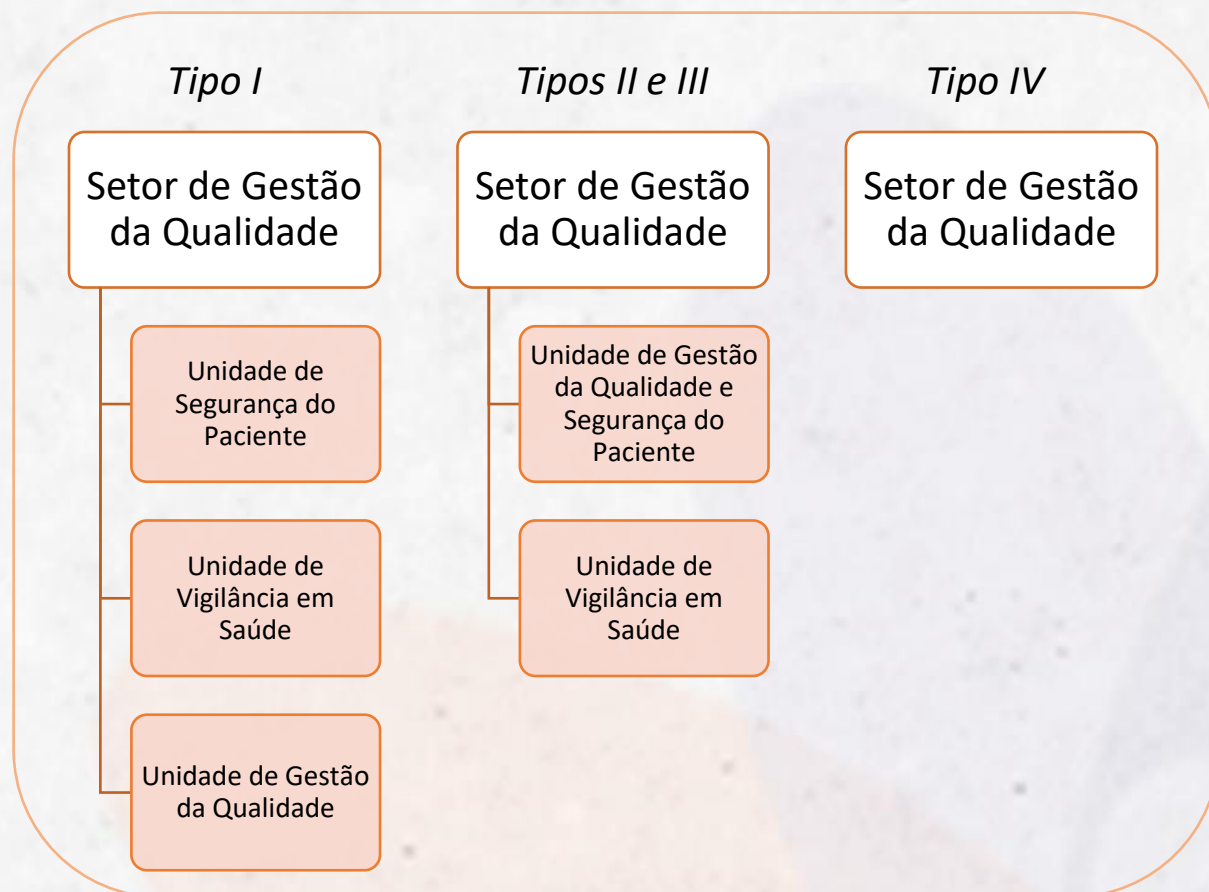 Tipo I
Setor de Gestão
da Qualidade
Unidade de
Segurança do
Paciente
Unidade de
Vigilância em
Saúde
Unidade de Gestão
da Qualidade
Tipos II e III
Setor de Gestão
da Qualidade
Unidade de Gestão
da Qualidade e
Segurança do
Paciente
Unidade de
Vigilância em
Saúde
Tipo IV
Setor de Gestão
da Qualidade